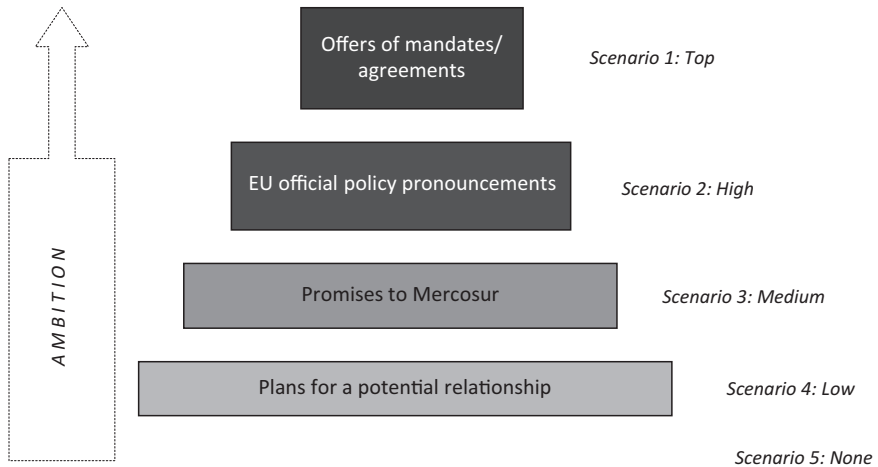 Offers of mandates/
agreements
Scenario 1: Top
EU official policy pronouncements
Scenario 2: High
AMBITION
Promises to Mercosur
Scenario 3: Medium
Plans for a potential relationship
Scenario 4: Low
Scenario 5: None